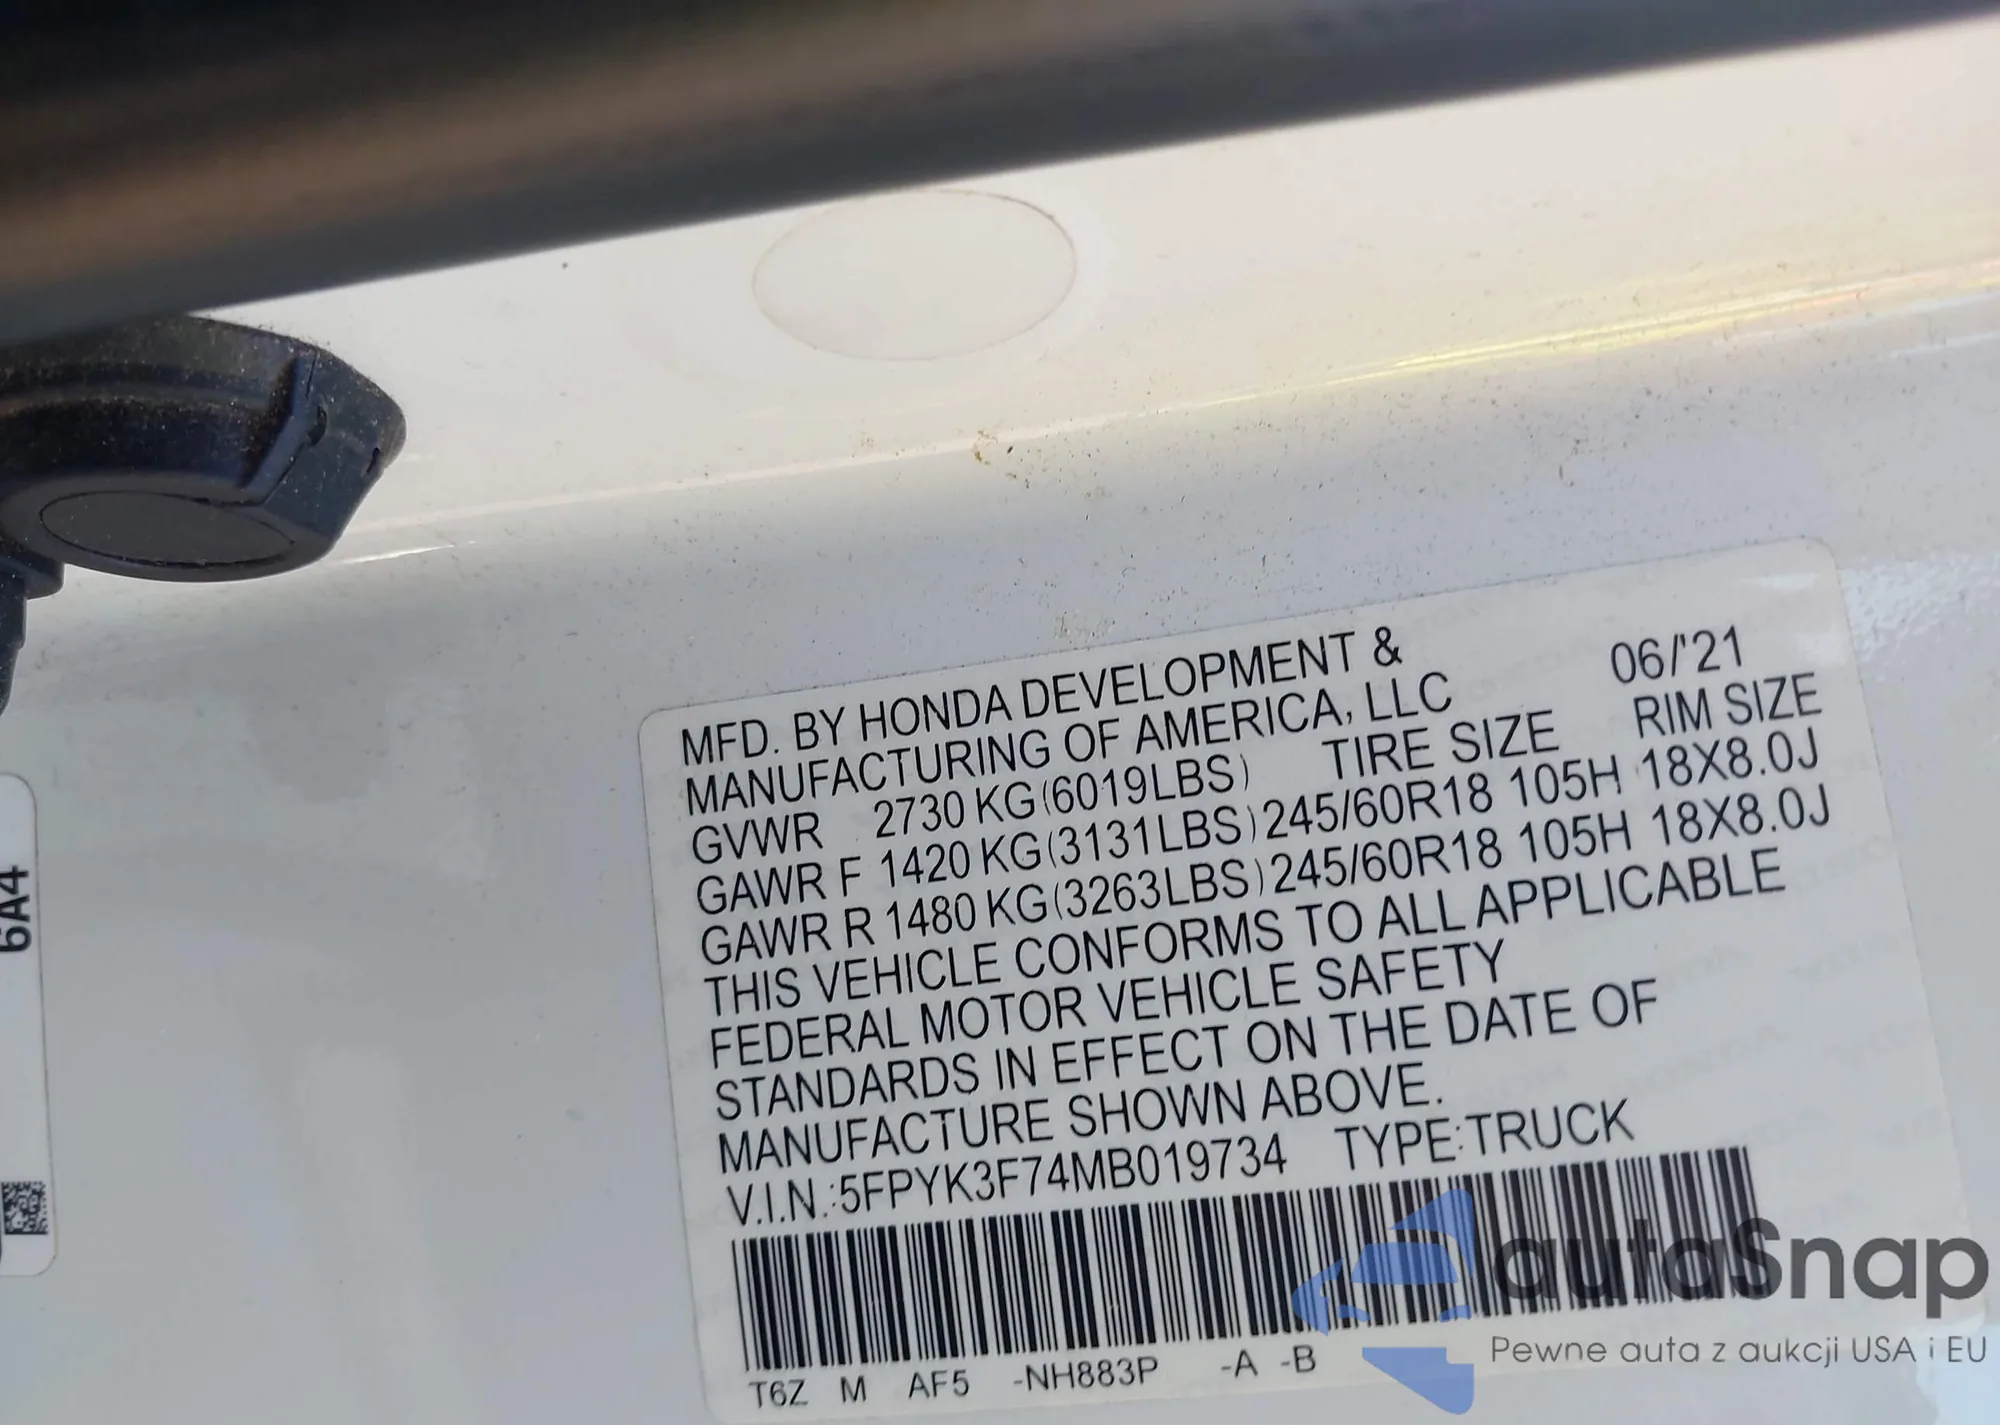 MFD. BY HONDA DEVELOPMENT &
MANUFACTURING OF AMERICA, LLC 06/'21
GVWR 2730 KG(6019LBS) TIRE SIZE RIM SIZE
GAWR F 1420 KG(3131LBS) 245/60R18 105H 18X8.0J
GAWR R 1480 KG(3263LBS) 245/60R18 105H 18X8.0J
THIS VEHICLE CONFORMS TO ALL APPLICABLE
FEDERAL MOTOR VEHICLE SAFETY
STANDARDS IN EFFECT ON THE DATE OF
MANUFACTURE SHOWN ABOVE.
V.I.N.:5FPYK3F74MB019734 TYPE:TRUCK
T6Z M AF5 -NH883P -A -B
6A4
autaSnap
Pewne auta z aukcji USA i EU